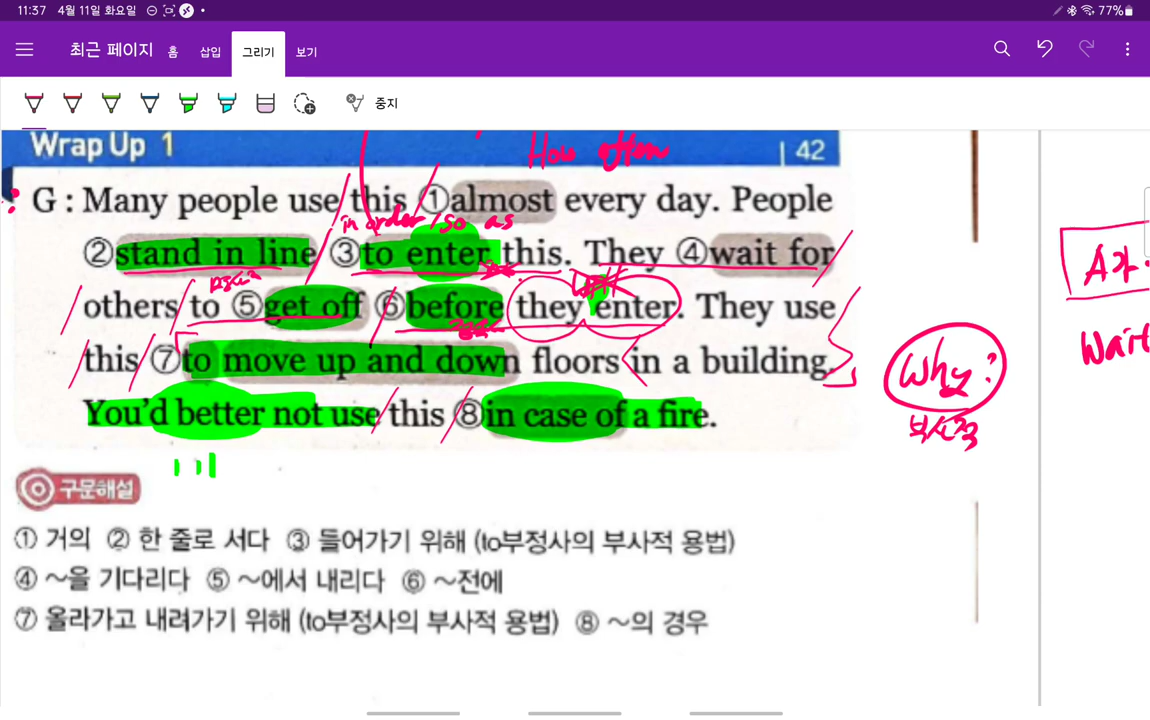 11:37 4월 11일 화요일 77%
최근 페이지 홈 삽입 그리기 보기
중지
Wrap Up 1 42
How often
G : Many people use this ①almost every day. People
in order / so as
②stand in line ③to enter this. They ④wait for
others to ⑤get off ⑥before they enter. They use
this ⑦to move up and down floors in a building.
Why?
부사적
You'd better not use this ⑧in case of a fire.
Wait
구문해설
① 거의 ② 한 줄로 서다 ③ 들어가기 위해 (to부정사의 부사적 용법)
④ ～을 기다리다 ⑤ ～에서 내리다 ⑥ ～전에
⑦ 올라가고 내려가기 위해 (to부정사의 부사적 용법) ⑧ ～의 경우